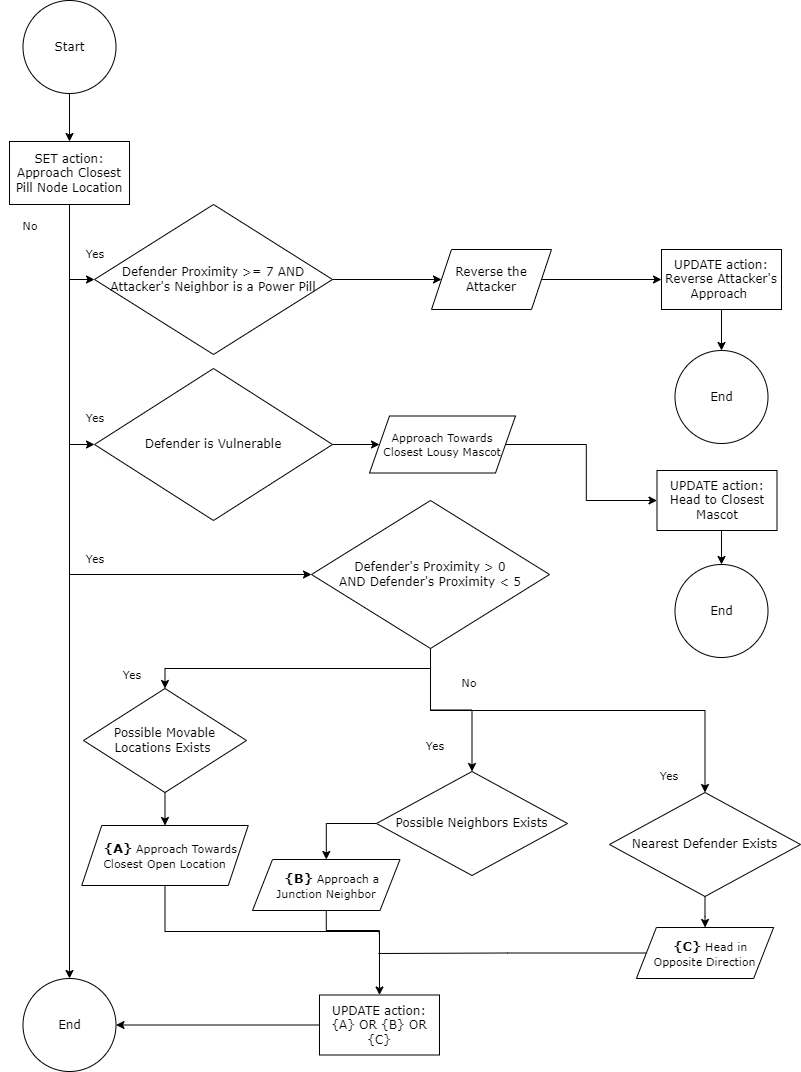 Start
SET action:
Approach Closest
Pill Node Location
No
Yes
Defender Proximity >= 7 AND
Attacker's Neighbor is a Power Pill
Reverse the
Attacker
UPDATE action:
Reverse Attacker's
Approach
End
Yes
Defender is Vulnerable
Approach Towards
Closest Lousy Mascot
UPDATE action:
Head to Closest
Mascot
End
Yes
Defender's Proximity > 0
AND Defender's Proximity < 5
Yes
No
Possible Movable
Locations Exists
Yes
Yes
Possible Neighbors Exists
Nearest Defender Exists
{A} Approach Towards
Closest Open Location
{B} Approach a
Junction Neighbor
{C} Head in
Opposite Direction
UPDATE action:
{A} OR {B} OR
{C}
End